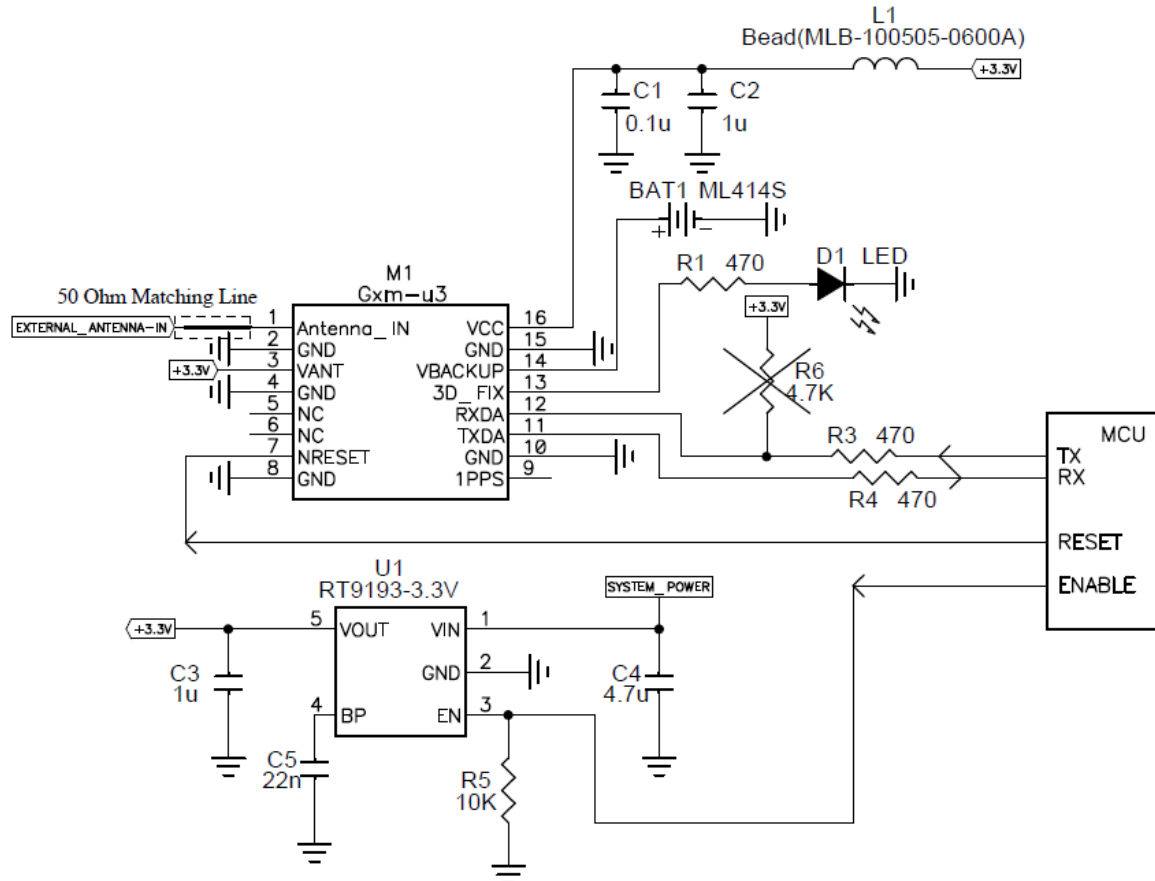 L1
Bead(MLB-100505-0600A)
+3.3V
C1
0.1u
C2
1u
BAT1 ML414S
+ -
R1 470
D1 LED
M1
Gxm-u3
50 Ohm Matching Line
EXTERNAL_ANTENNA-IN
+3.3V
1 Antenna_IN
2 GND
3 VANT
4 GND
5 NC
6 NC
7 NRESET
8 GND
VCC 16
GND 15
VBACKUP 14
3D_FIX 13
RXDA 12
TXDA 11
GND 10
1PPS 9
+3.3V
R6
4.7K
R3 470
R4 470
MCU
TX
RX
RESET
ENABLE
U1
RT9193-3.3V
SYSTEM_POWER
+3.3V
5 VOUT
VIN 1
GND 2
4 BP
EN 3
C3
1u
C4
4.7u
C5
22n
R5
10K